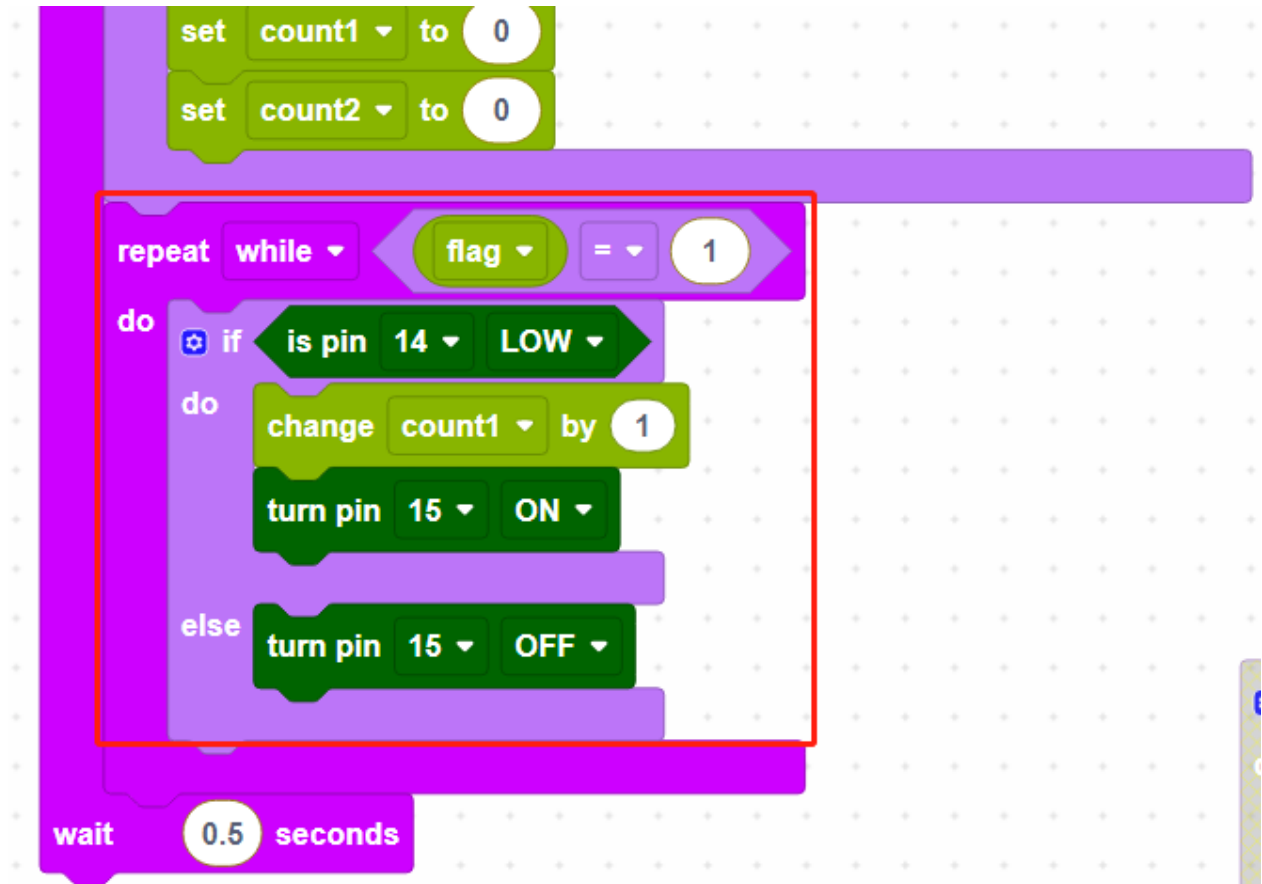 set count1 to 0
set count2 to 0
repeat while flag = 1
do
if is pin 14 LOW
do
change count1 by 1
turn pin 15 ON
else
turn pin 15 OFF
wait 0.5 seconds